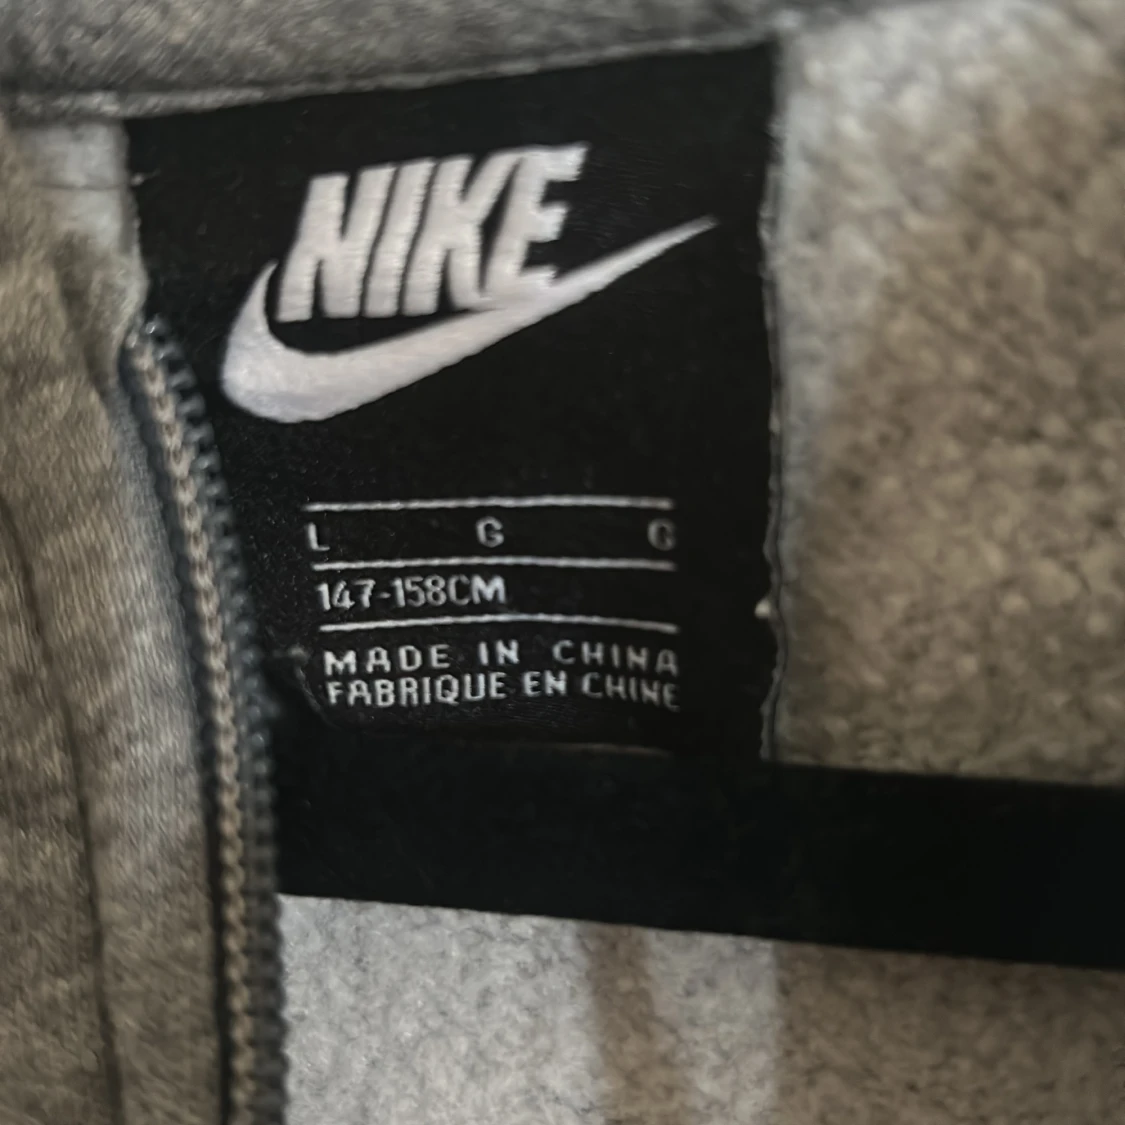 NIKE
L G G
147-158CM
MADE IN CHINA
FABRIQUE EN CHINE